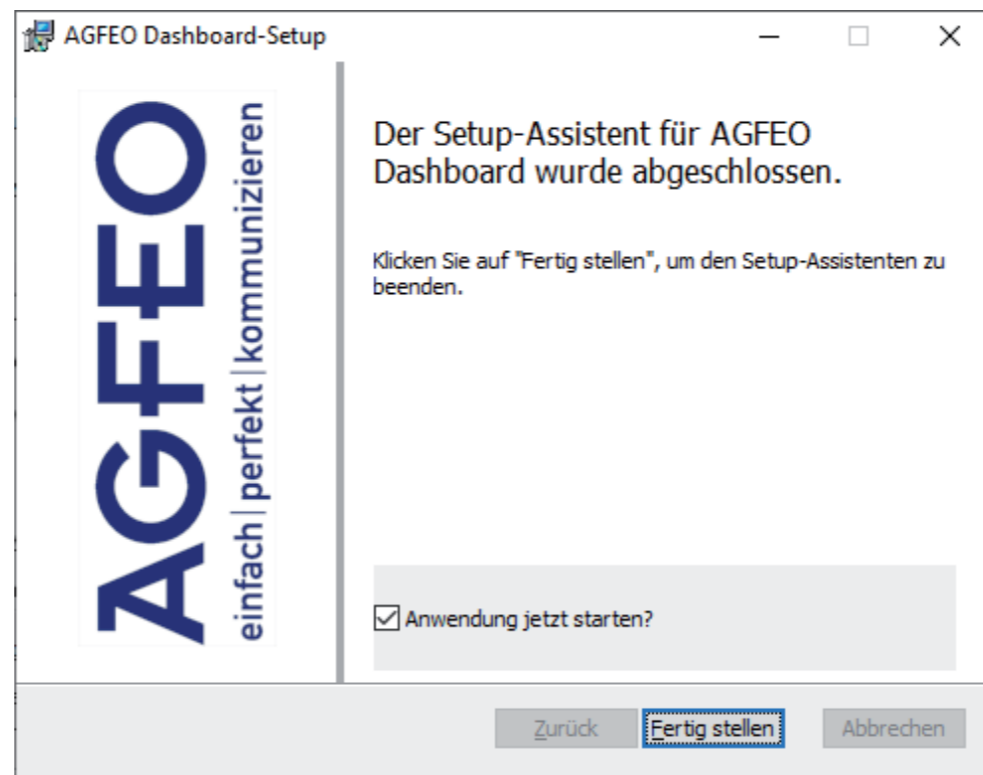 AGFEO Dashboard-Setup
AGFEO
einfach|perfekt|kommunizieren
Der Setup-Assistent für AGFEO
Dashboard wurde abgeschlossen.
Klicken Sie auf "Fertig stellen", um den Setup-Assistenten zu
beenden.
Anwendung jetzt starten?
Zurück
Fertig stellen
Abbrechen